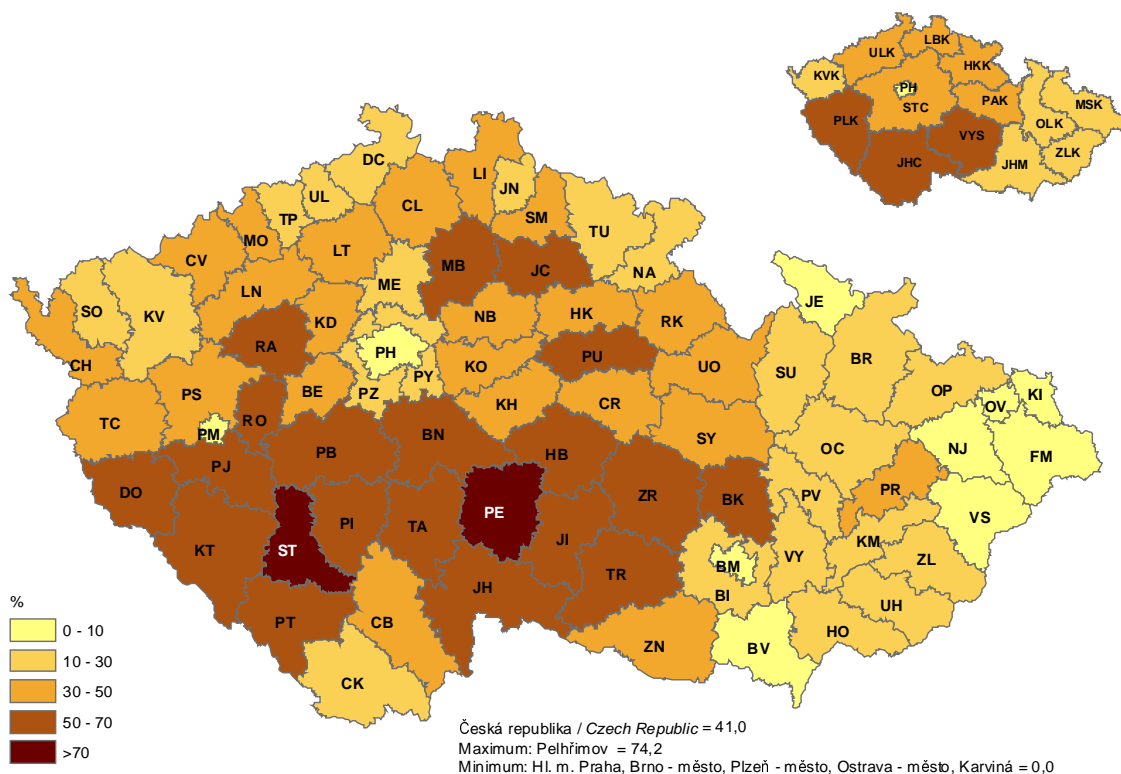 LBK
ULK
HKK
KVK
PH
STC
PAK
MSK
PLK
OLK
VYS
JHC
ZLK
JHM
DC
LI
JN
UL
TP
CL
SM
TU
MO
LT
CV
MB
JC
NA
ME
SO
KV
LN
JE
KD
NB
HK
RK
CH
RA
PH
PU
BR
KO
UO
SU
PY
PZ
BE
PS
OP
KI
OV
KH
CR
TC
RO
PM
SY
BN
OC
NJ
FM
PB
HB
PJ
DO
ZR
BK
PR
PV
PE
VS
PI
TA
KT
ST
JI
KM
VY
ZL
BM
TR
BI
JH
UH
PT
CB
HO
ZN
BV
CK
%
0 - 10
10 - 30
30 - 50
50 - 70
>70
Česká republika / Czech Republic = 41,0
Maximum: Pelhřimov = 74,2
Minimum: Hl. m. Praha, Brno - město, Plzeň - město, Ostrava - město, Karviná = 0,0